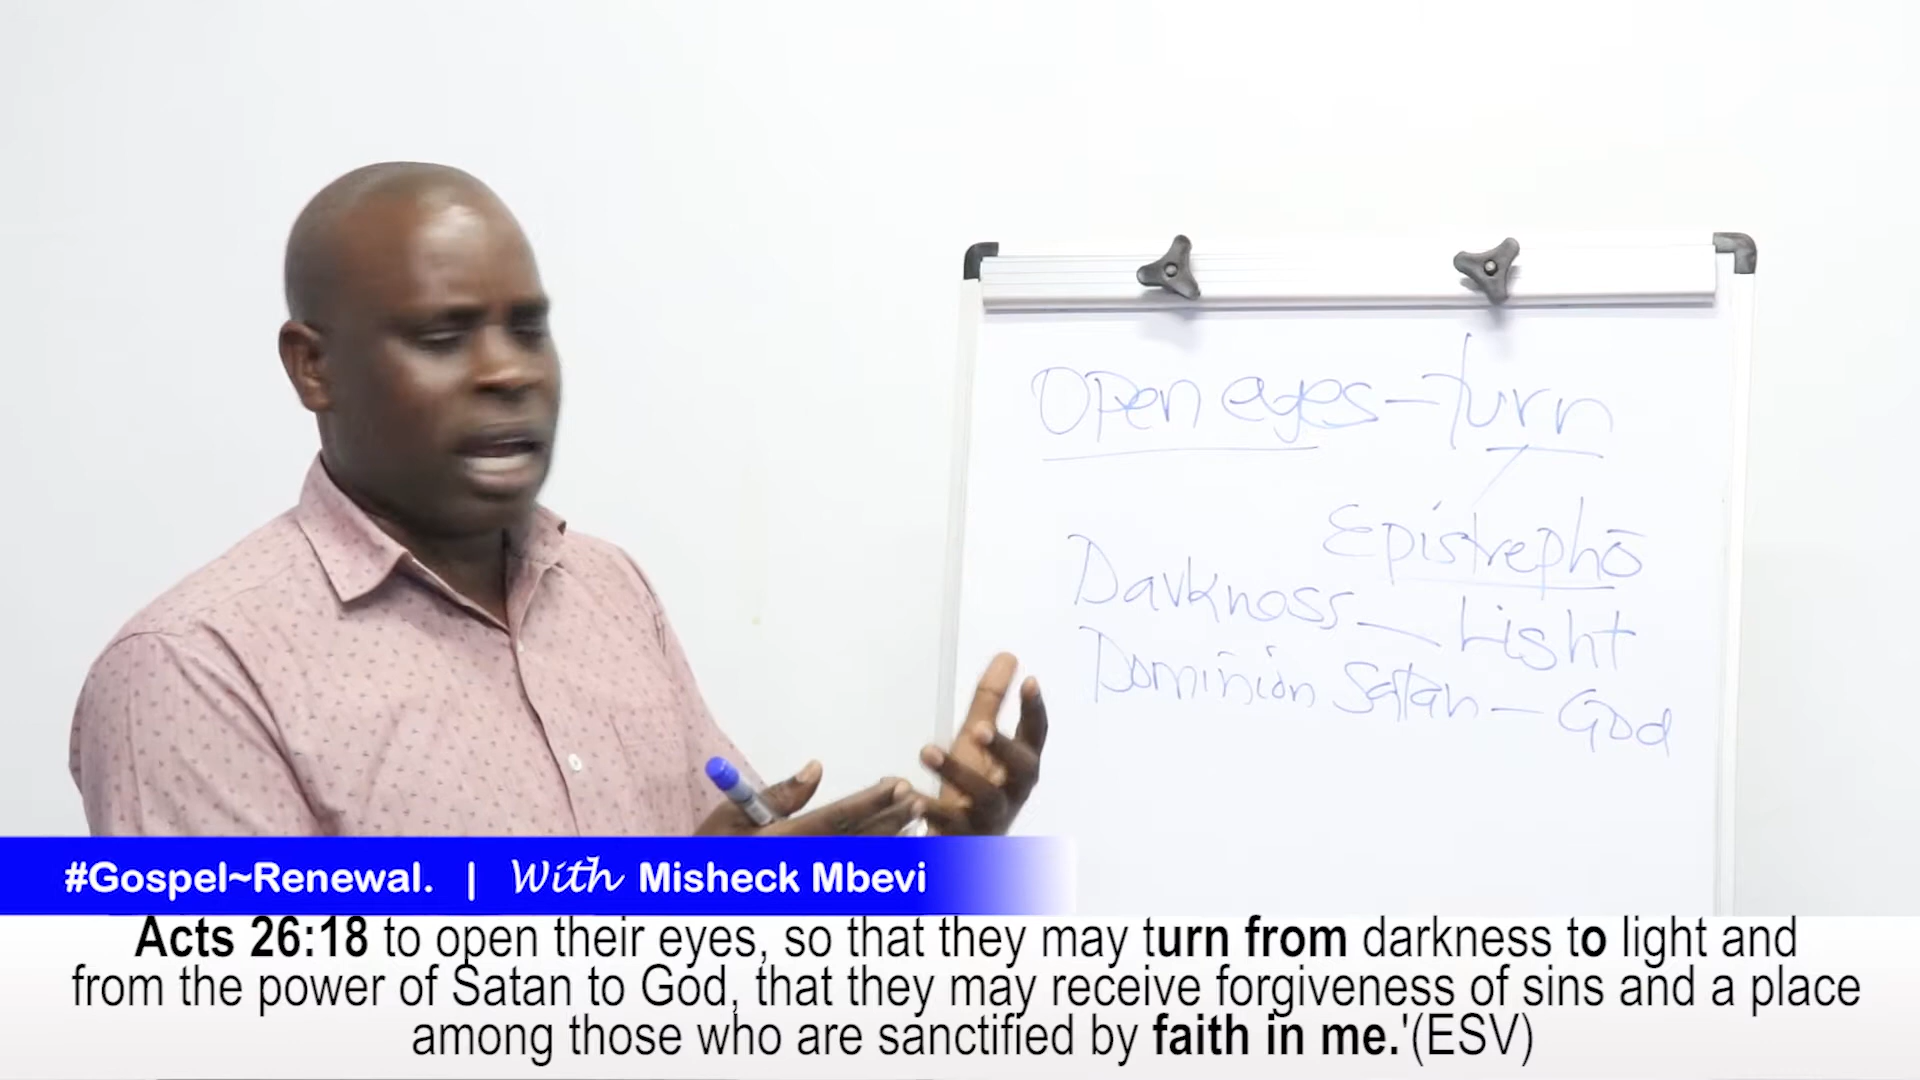 Open eyes – turn
Epistrephō
Darknoss – Light
Dominion Satan – God
#Gospel~Renewal. | With Misheck Mbevi
Acts 26:18 to open their eyes, so that they may turn from darkness to light and
from the power of Satan to God, that they may receive forgiveness of sins and a place
among those who are sanctified by faith in me.'(ESV)